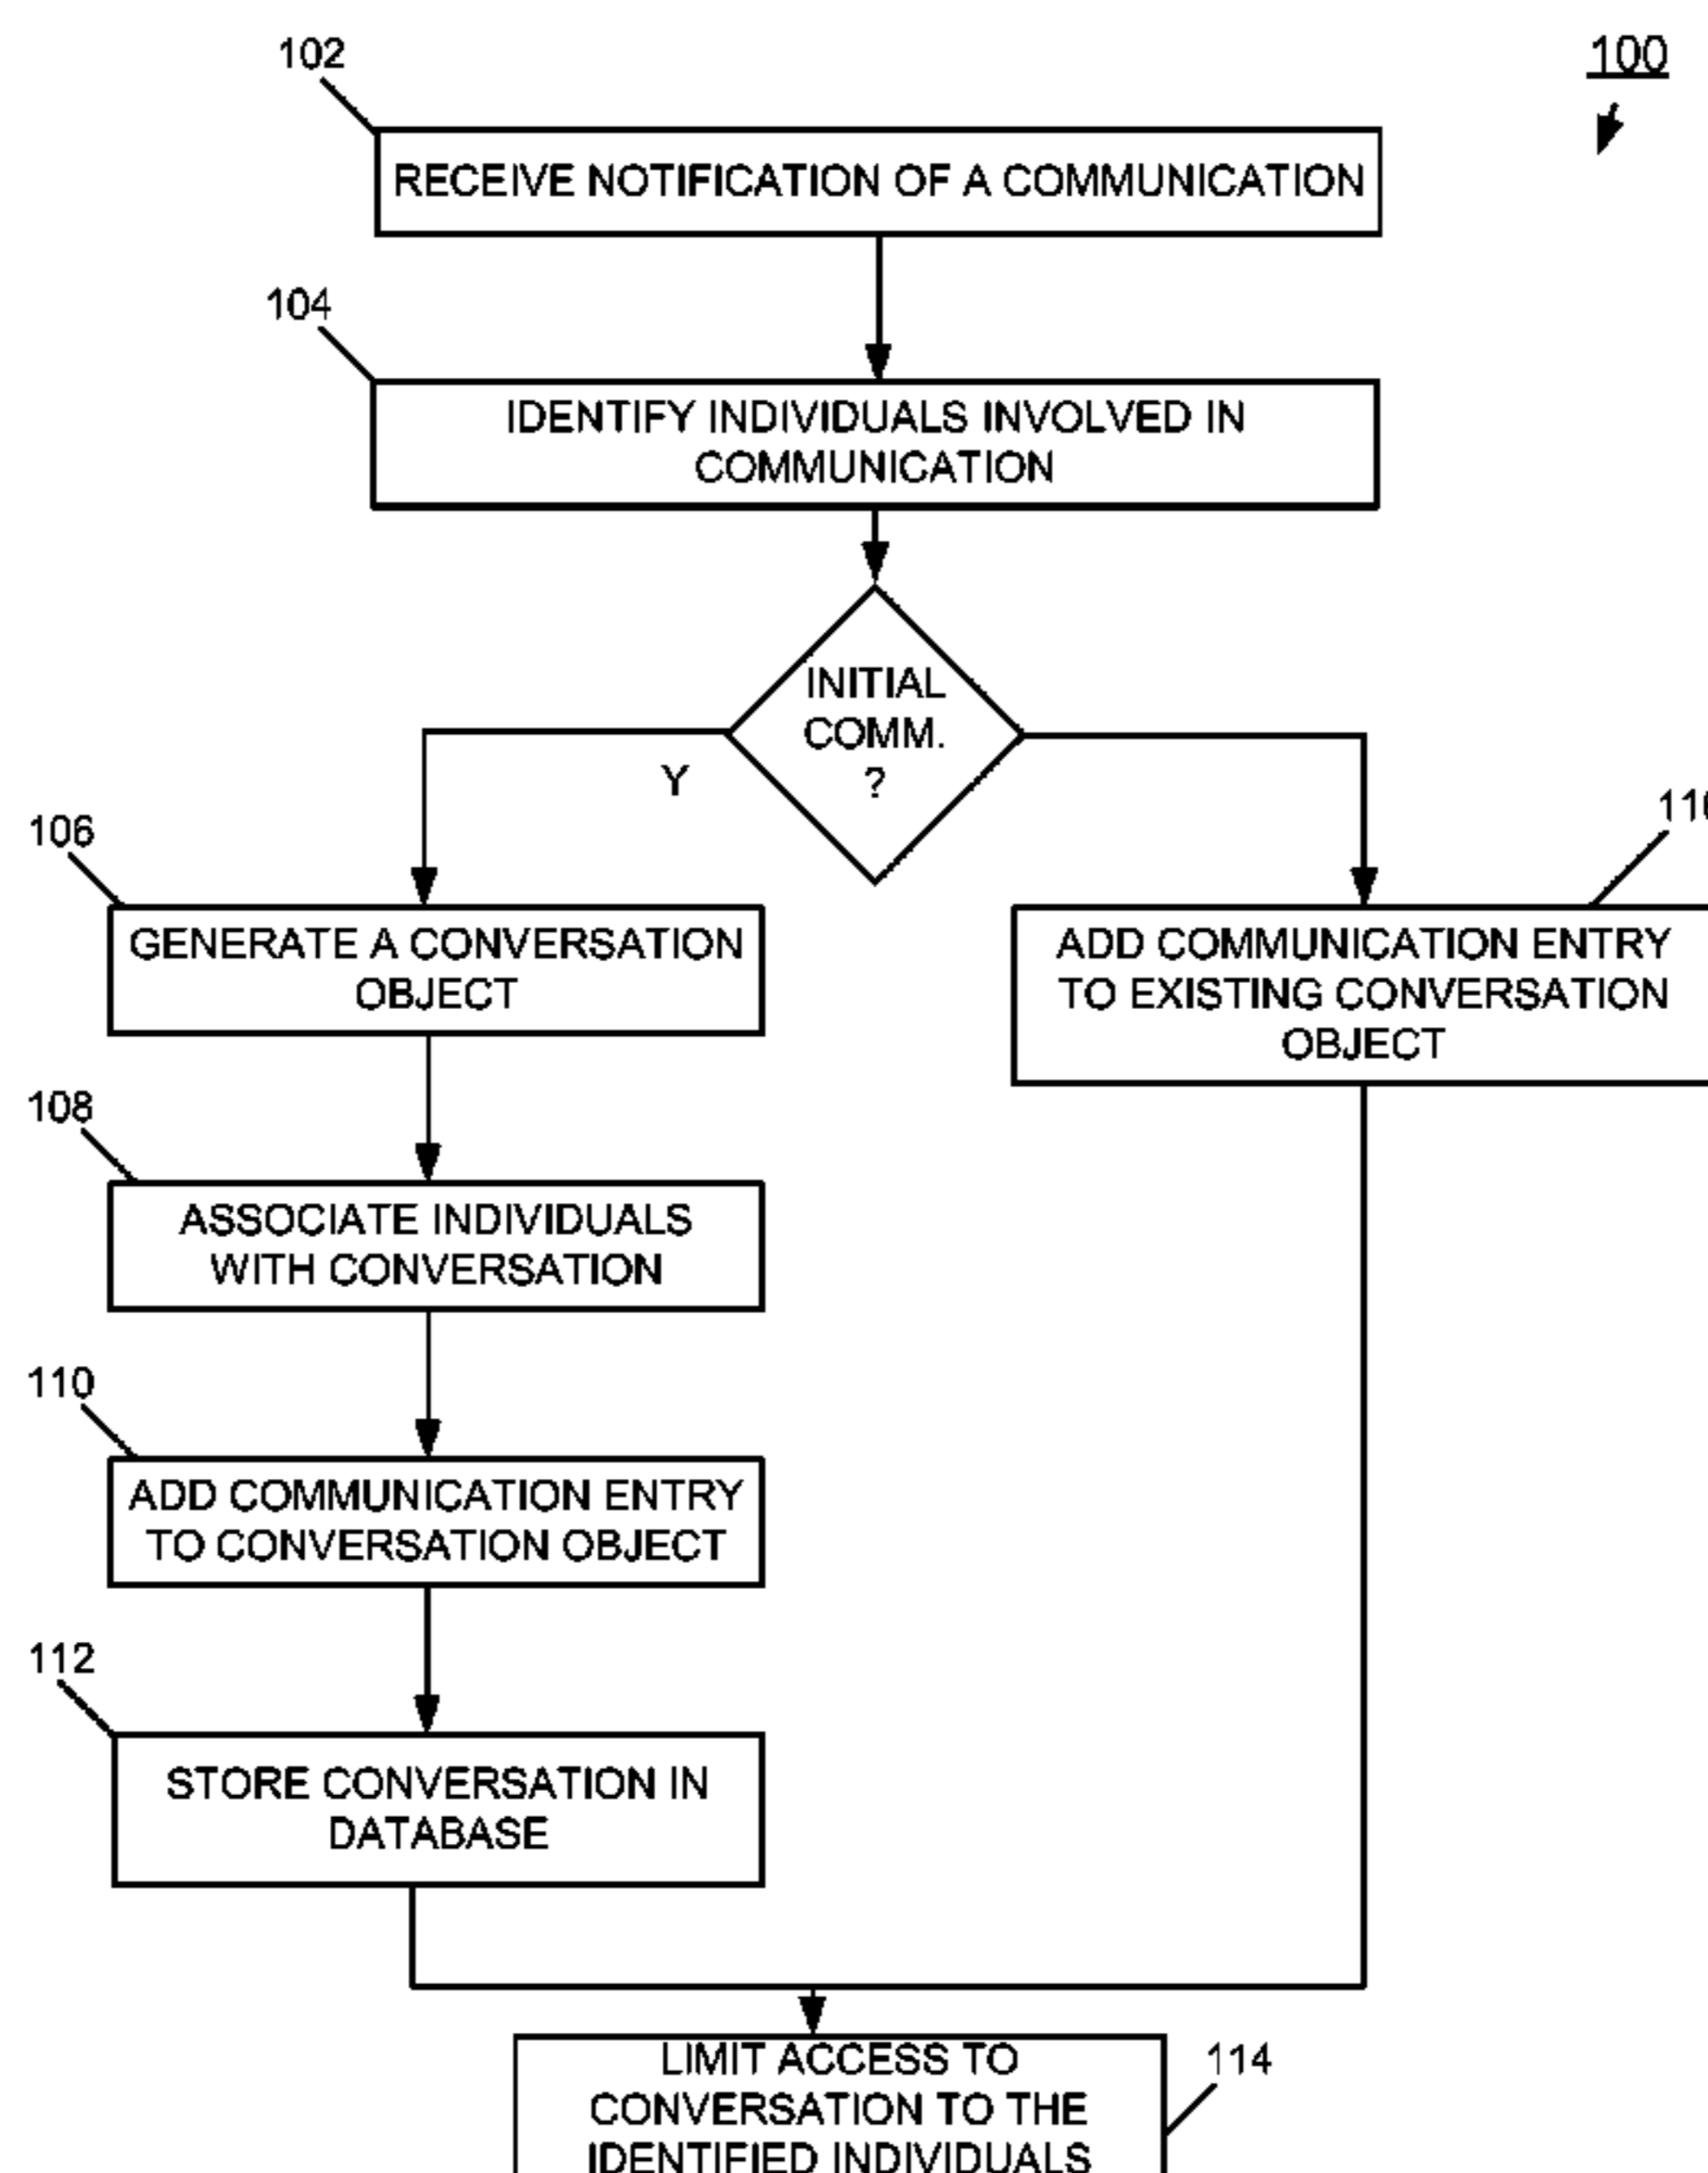 102
100
RECEIVE NOTIFICATION OF A COMMUNICATION
104
IDENTIFY INDIVIDUALS INVOLVED IN
COMMUNICATION
INITIAL
COMM.
?
Y
106
GENERATE A CONVERSATION
OBJECT
ADD COMMUNICATION ENTRY
TO EXISTING CONVERSATION
OBJECT
108
ASSOCIATE INDIVIDUALS
WITH CONVERSATION
110
ADD COMMUNICATION ENTRY
TO CONVERSATION OBJECT
112
STORE CONVERSATION IN
DATABASE
LIMIT ACCESS TO
CONVERSATION TO THE
IDENTIFIED INDIVIDUALS
114